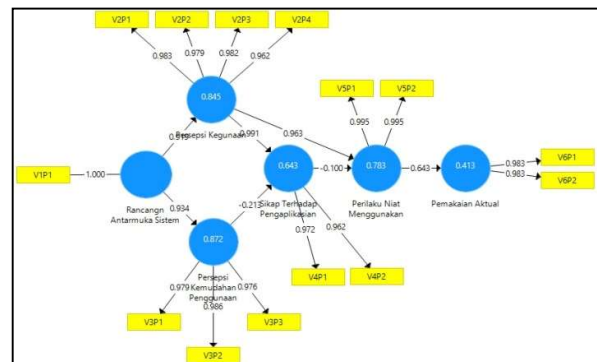 V2P1 V2P2 V2P3 V2P4
0.983 0.979 0.982 0.962
0.845
V5P1 V5P2
Persepsi Kegunaan
0.995 0.995
0.991 0.963
V1P1 1.000
0.643 -0.100 0.783 0.643 0.413
0.983 V6P1
0.983 V6P2
Rancangn
Antarmuka Sistem
0.934
-0.213
Sikap Terhadap
Pengaplikasian
Perilaku Niat
Menggunakan
Pemakaian Aktual
0.872
0.972 0.962
Persepsi
Kemudahan
Penggunaan
V4P1 V4P2
0.979 0.986 0.976
V3P1 V3P3
V3P2